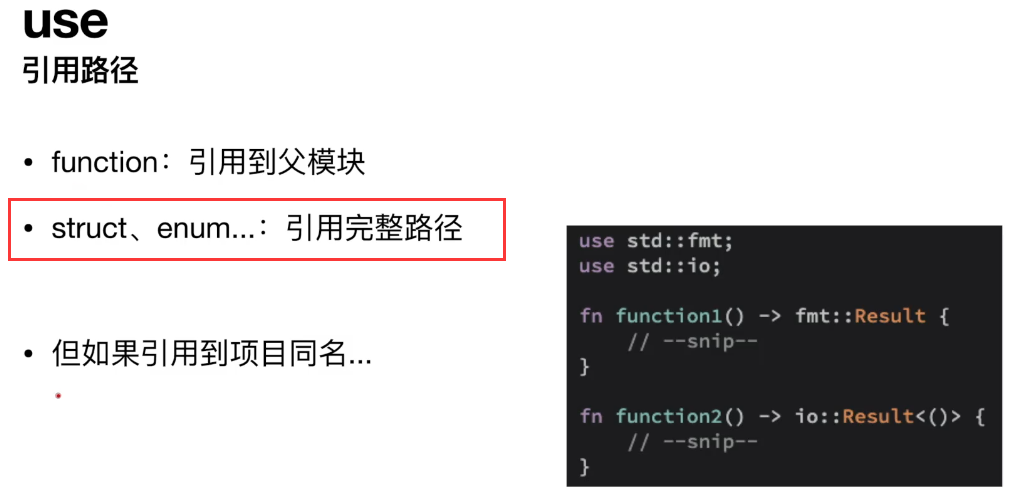 use
引用路径
• function：引用到父模块
• struct、enum...：引用完整路径
• 但如果引用到项目同名...
use std::fmt;
use std::io;
fn function1() -> fmt::Result {
    // --snip--
}
fn function2() -> io::Result<()> {
    // --snip--
}